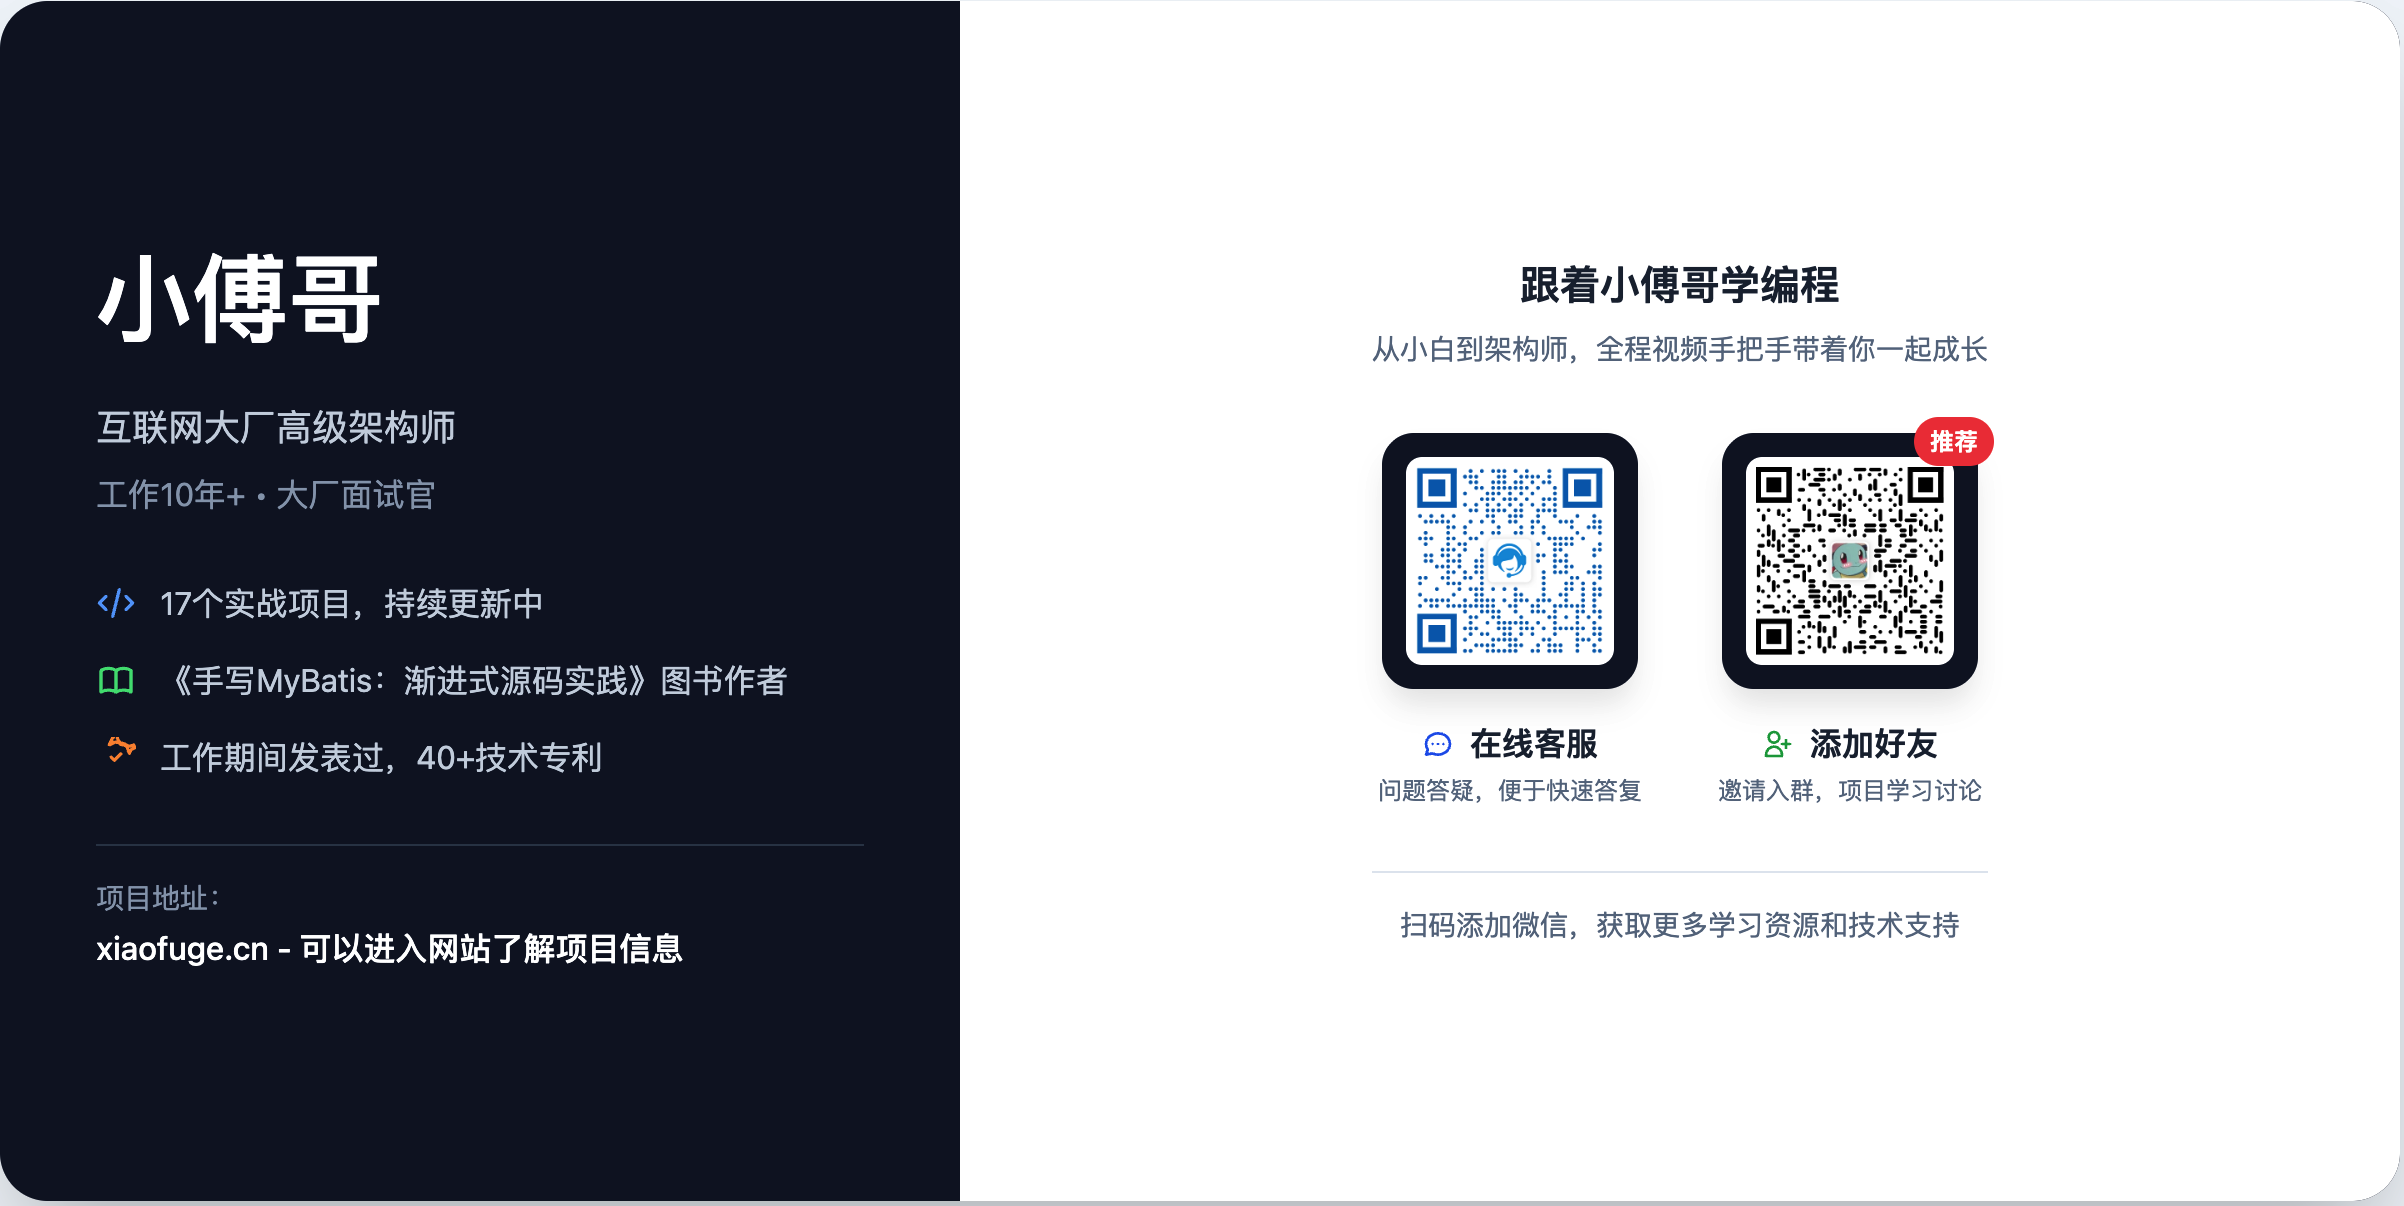 小傅哥
互联网大厂高级架构师
工作10年+ • 大厂面试官
17个实战项目，持续更新中
《手写MyBatis：渐进式源码实践》图书作者
工作期间发表过，40+技术专利
项目地址：
xiaofuge.cn - 可以进入网站了解项目信息
跟着小傅哥学编程
从小白到架构师，全程视频手把手带着你一起成长
推荐
在线客服
问题答疑，便于快速答复
添加好友
邀请入群，项目学习讨论
扫码添加微信，获取更多学习资源和技术支持